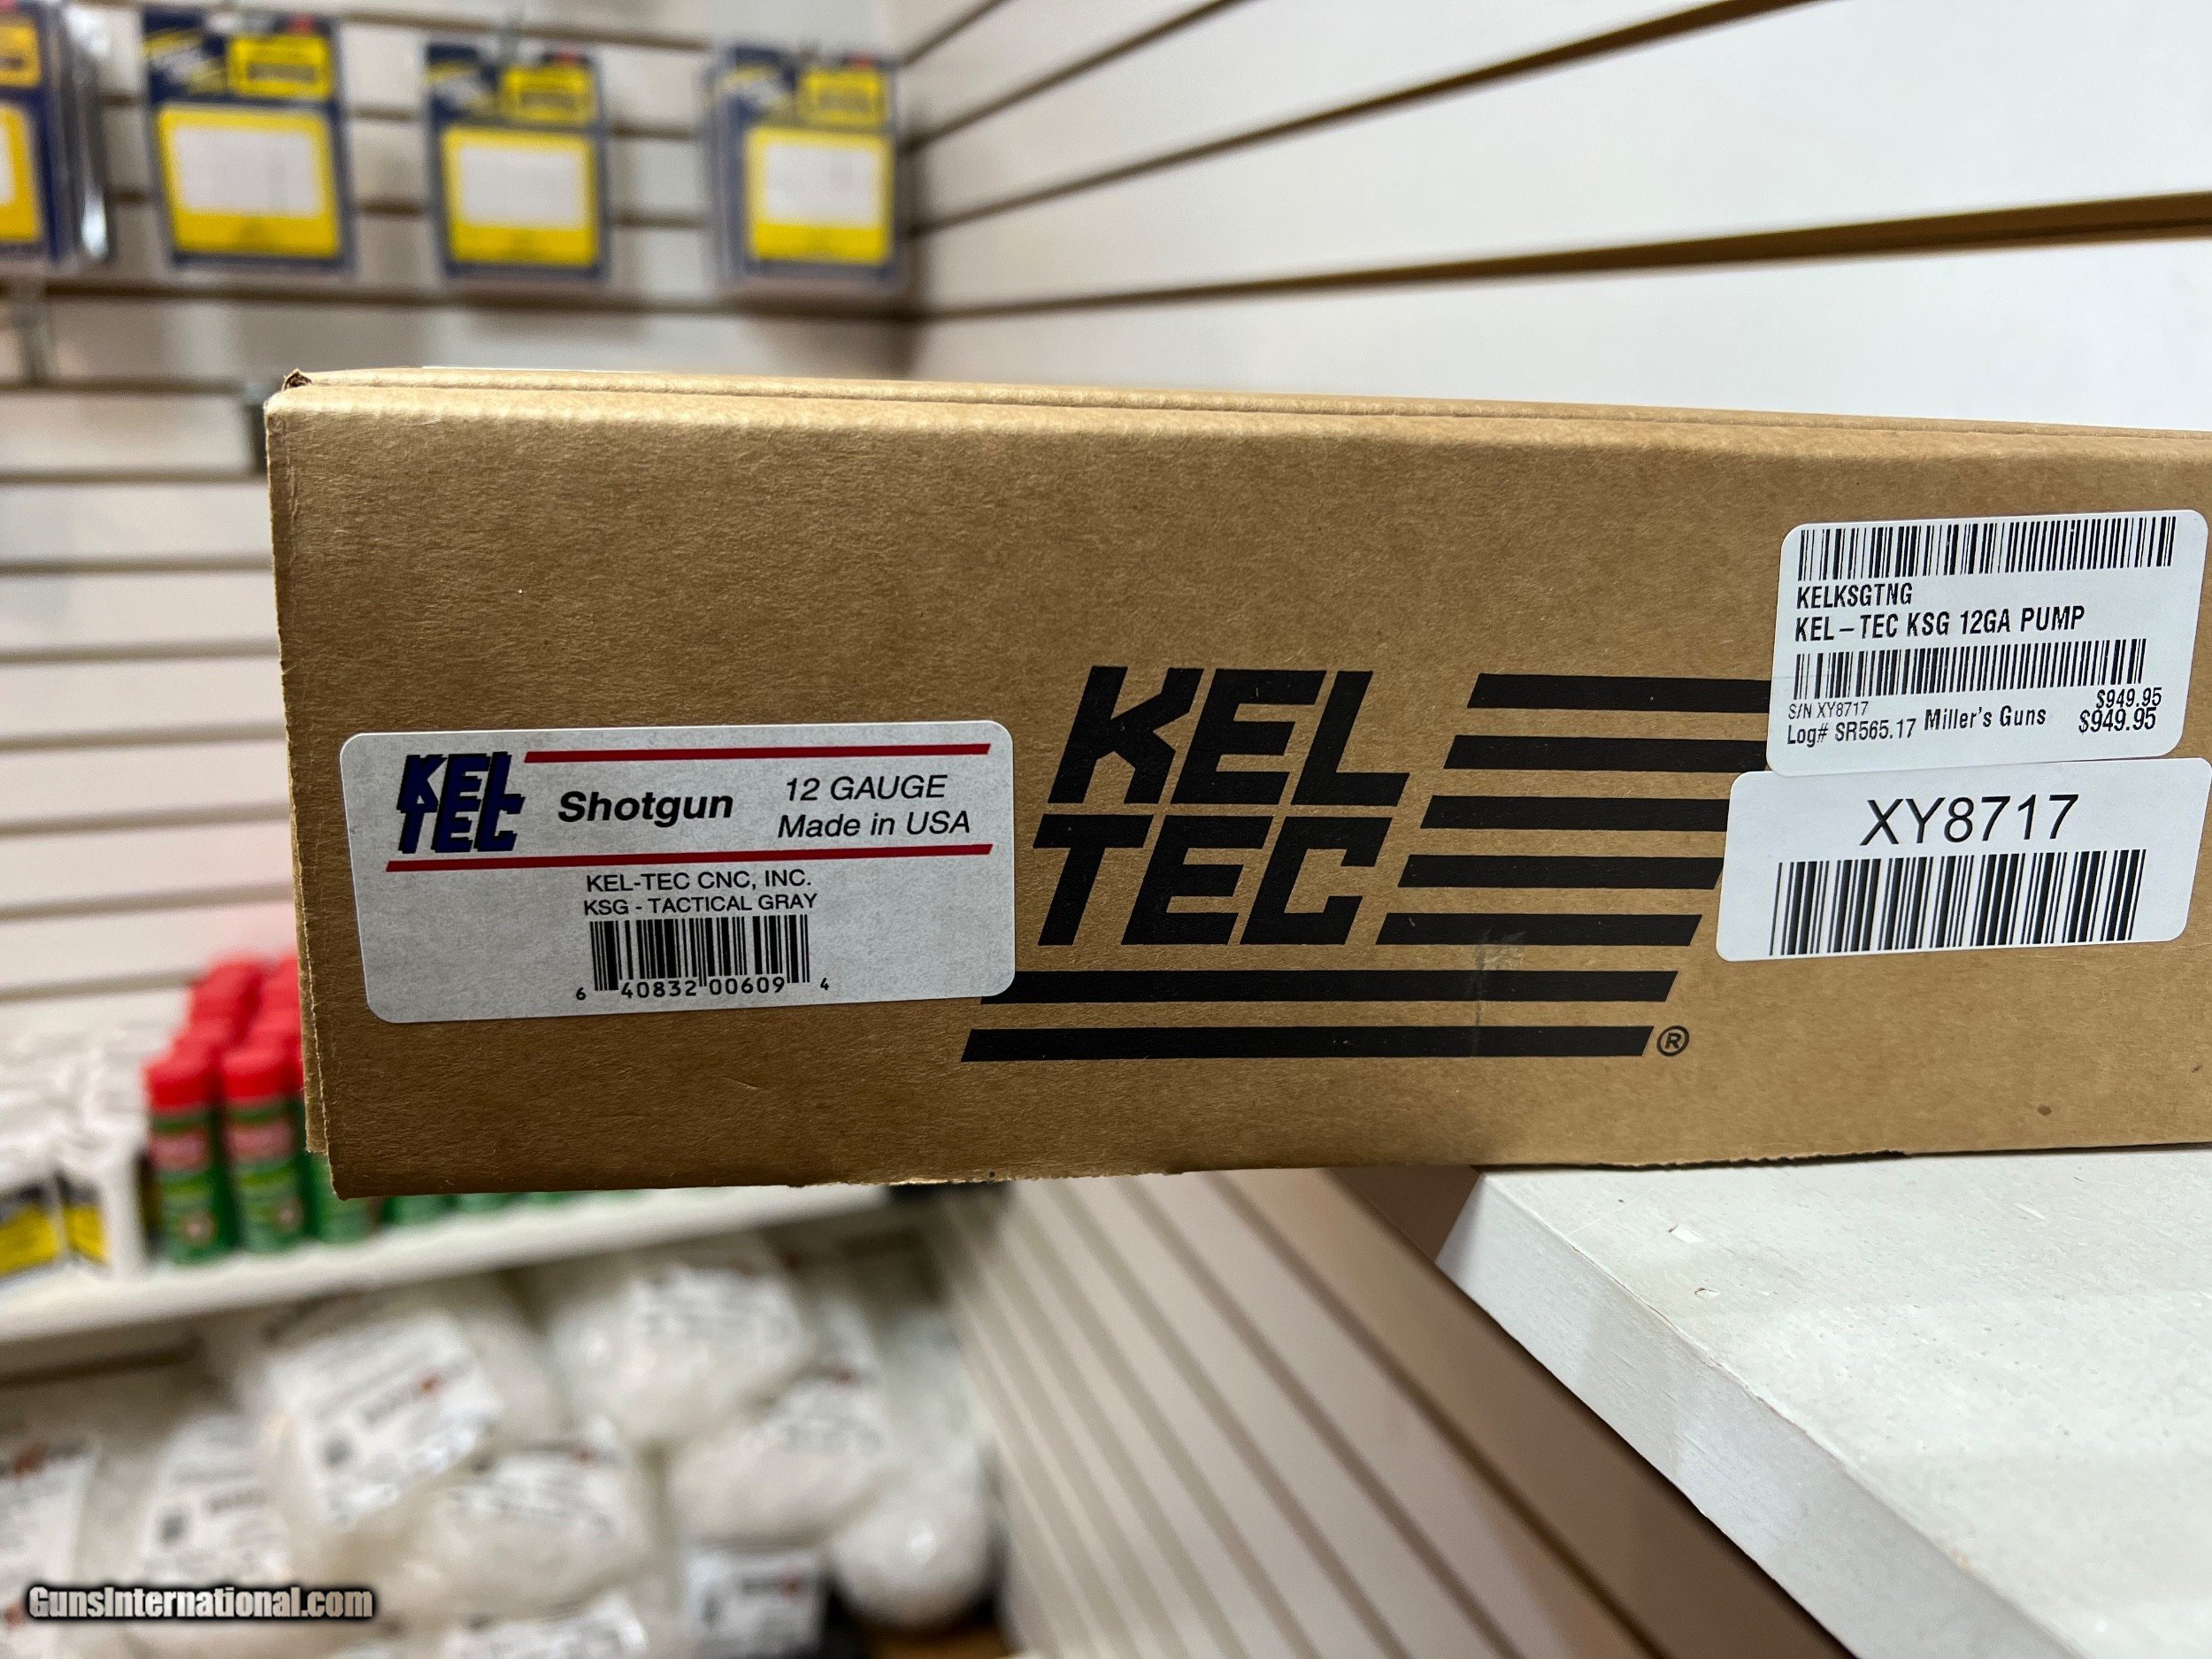 KEL
TEC
Shotgun
12 GAUGE
Made in USA
KEL-TEC CNC, INC.
KSG - TACTICAL GRAY
6 40832 00609 4
KEL
TEC
®
KELKSGTNG
KEL-TEC KSG 12GA PUMP
S/N XY8717
$949.95
Log# SR565.17 Miller's Guns $949.95
XY8717
GunsInternational.com